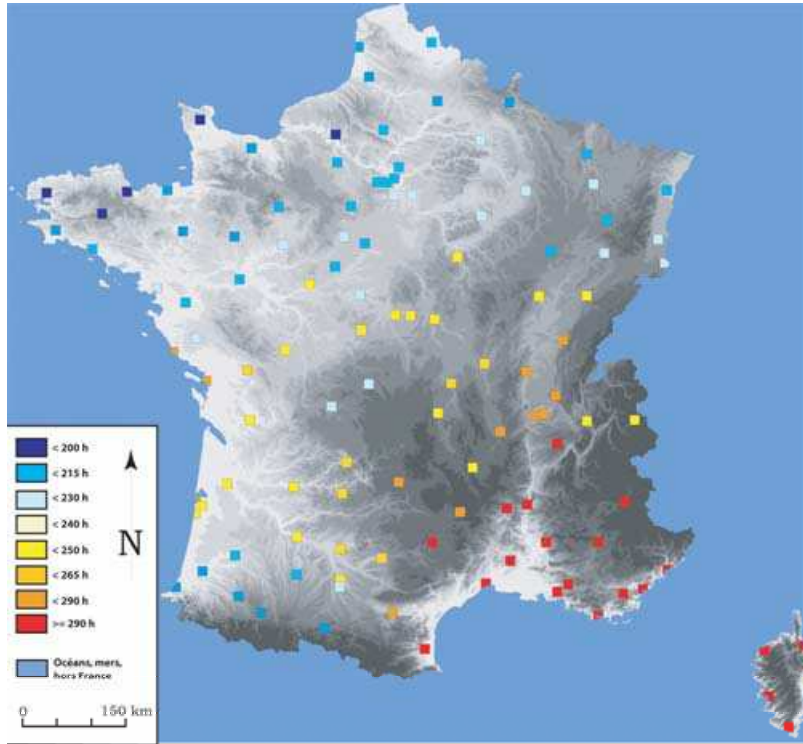 < 200 h
< 215 h
< 230 h
< 240 h
< 250 h
< 265 h
< 290 h
>= 290 h
N
Océans, mers,
hors France
0 150 km